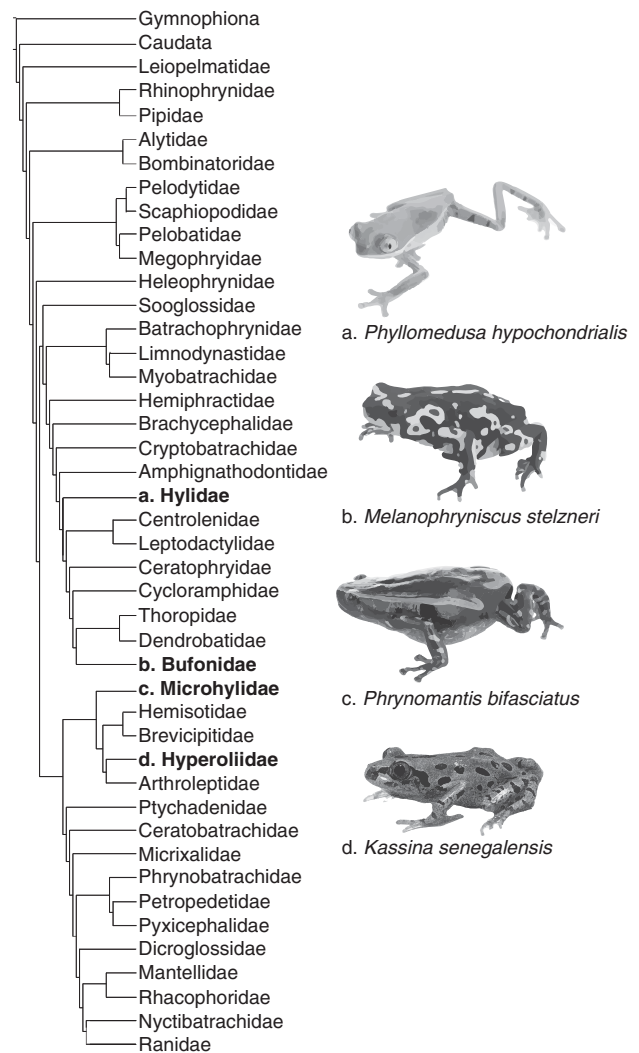 Gymnophiona
Caudata
Leiopelmatidae
Rhinophrynidae
Pipidae
Alytidae
Bombinatoridae
Pelodytidae
Scaphiopodidae
Pelobatidae
Megophryidae
Heleophrynidae
Sooglossidae
Batrachophrynidae
Limnodynastidae
Myobatrachidae
Hemiphractidae
Brachycephalidae
Cryptobatrachidae
Amphignathodontidae
a. Hylidae
Centrolenidae
Leptodactylidae
Ceratophryidae
Cycloramphidae
Thoropidae
Dendrobatidae
b. Bufonidae
c. Microhylidae
Hemisotidae
Brevicipitidae
d. Hyperoliidae
Arthroleptidae
Ptychadenidae
Ceratobatrachidae
Micrixalidae
Phrynobatrachidae
Petropedetidae
Pyxicephalidae
Dicroglossidae
Mantellidae
Rhacophoridae
Nyctibatrachidae
Ranidae
a. Phyllomedusa hypochondrialis
b. Melanophryniscus stelzneri
c. Phrynomantis bifasciatus
d. Kassina senegalensis